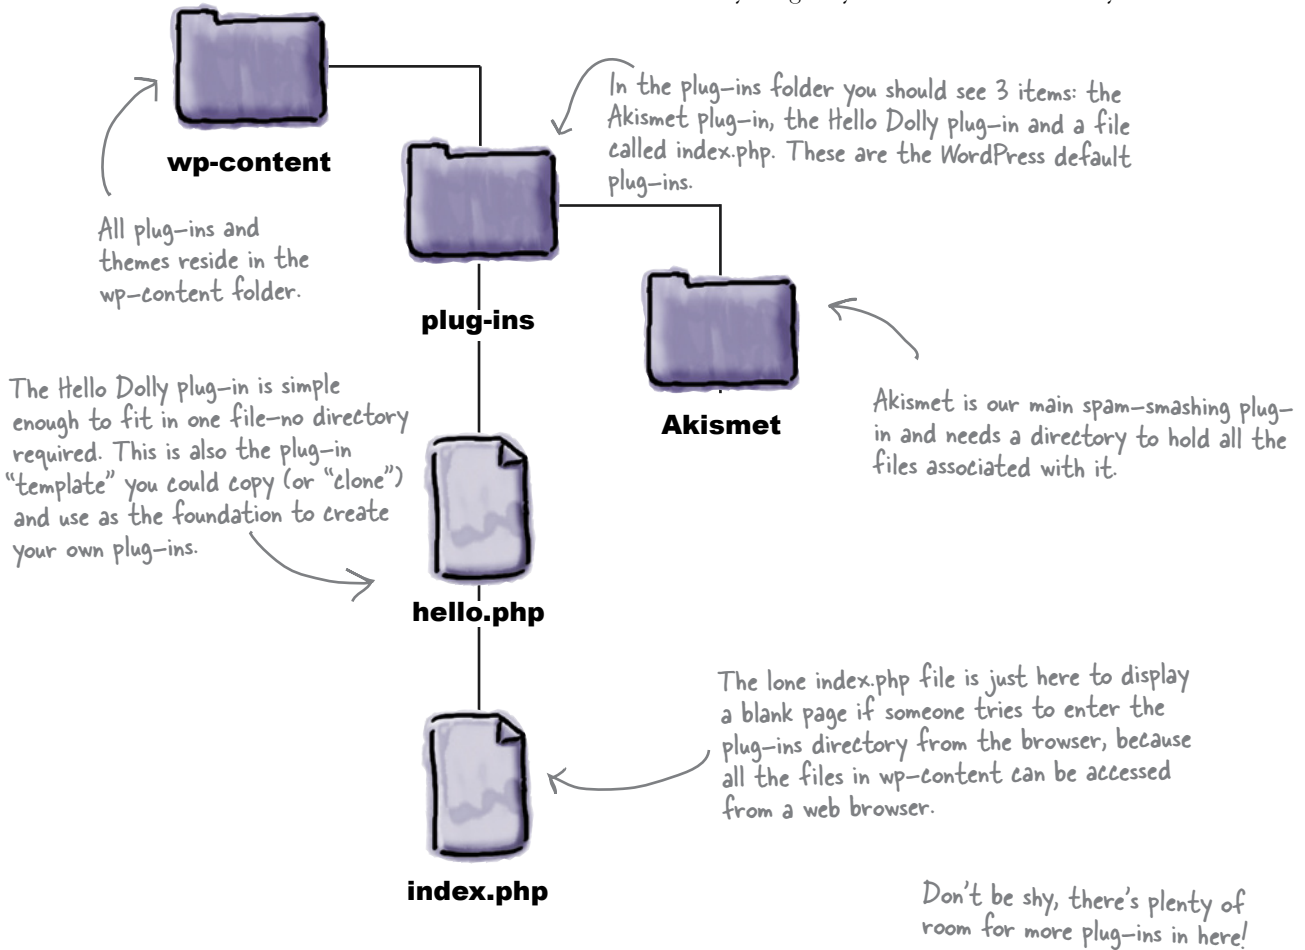 In the plug-ins folder you should see 3 items: the
Akismet plug-in, the Hello Dolly plug-in and a file
called index.php. These are the WordPress default
plug-ins.
wp-content
All plug-ins and
themes reside in the
wp-content folder.
plug-ins
Akismet
Akismet is our main spam-smashing plug-
in and needs a directory to hold all the
files associated with it.
The Hello Dolly plug-in is simple
enough to fit in one file–no directory
required. This is also the plug-in
“template” you could copy (or “clone”)
and use as the foundation to create
your own plug-ins.
hello.php
The lone index.php file is just here to display
a blank page if someone tries to enter the
plug-ins directory from the browser, because
all the files in wp-content can be accessed
from a web browser.
index.php
Don't be shy, there's plenty of
room for more plug-ins in here!